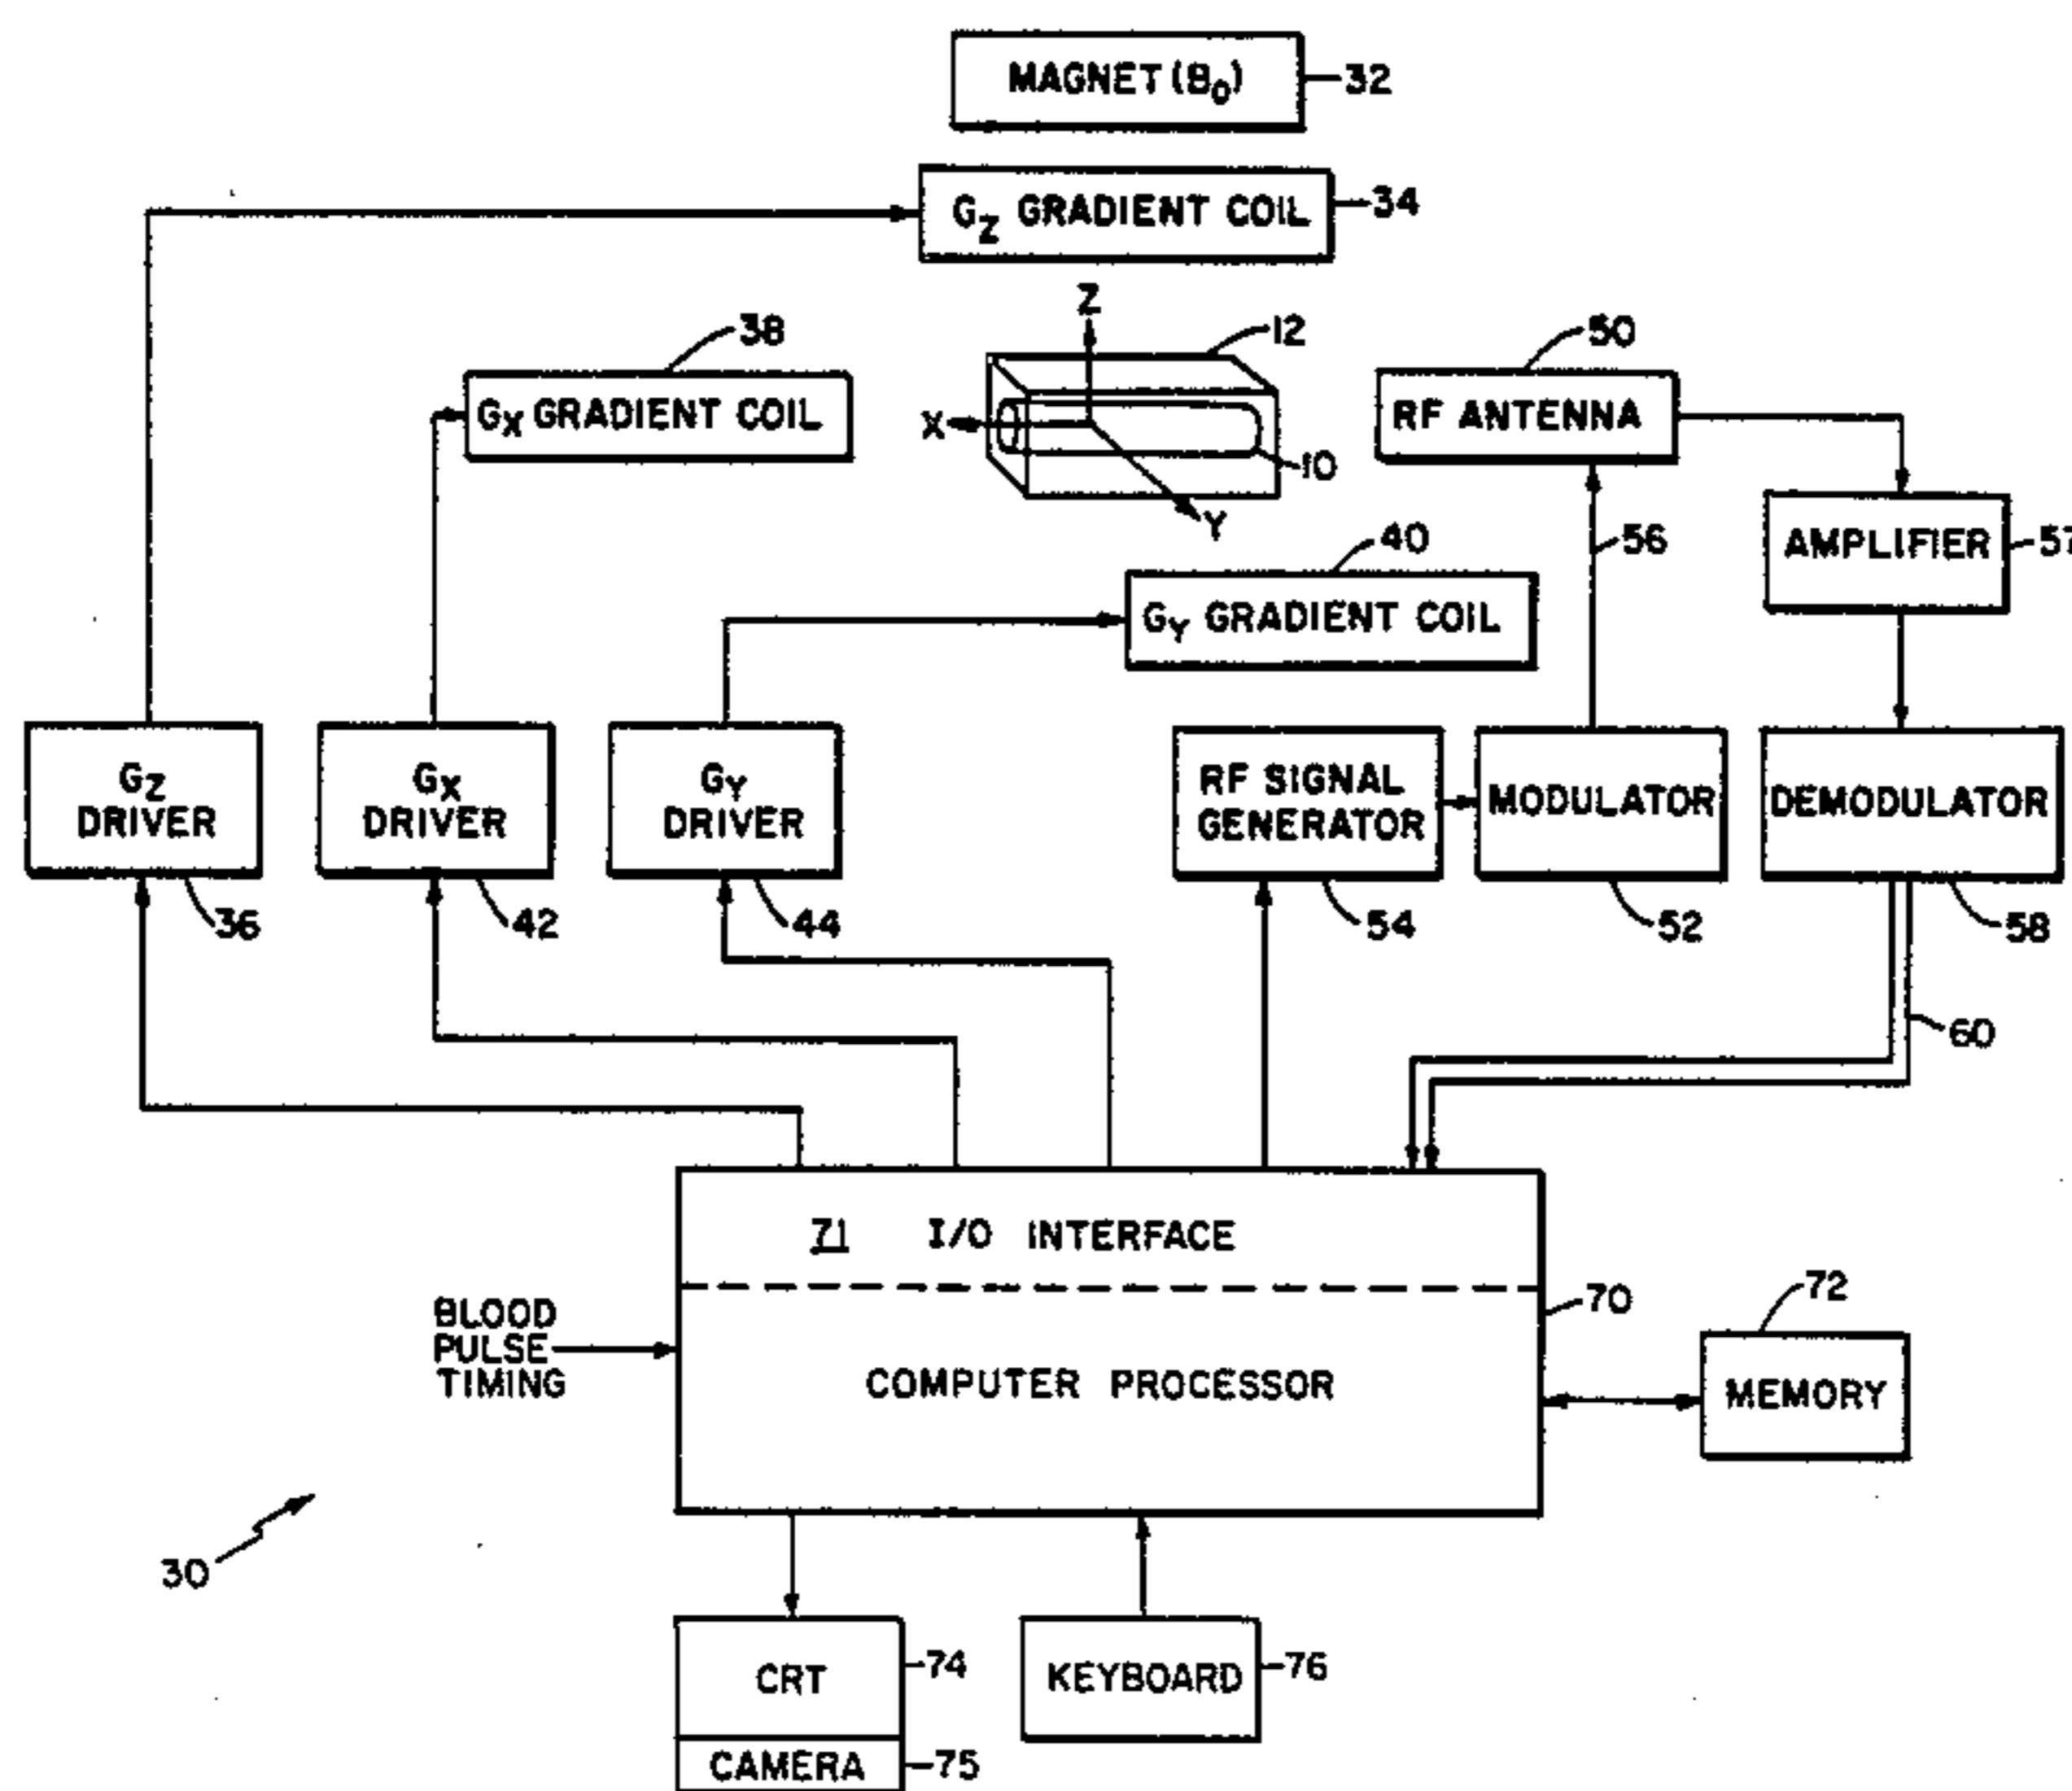 MAGNET (B0)
32
GZ GRADIENT COIL
34
Z
38
12
50
GX GRADIENT COIL
X
RF ANTENNA
10
Y
40
56
AMPLIFIER
57
GY GRADIENT COIL
GZ
DRIVER
GX
DRIVER
GY
DRIVER
RF SIGNAL
GENERATOR
MODULATOR
DEMODULATOR
36
42
44
54
52
58
60
71 I/O INTERFACE
70
72
BLOOD
PULSE
TIMING
COMPUTER PROCESSOR
MEMORY
30
CRT
74
KEYBOARD
76
CAMERA
75